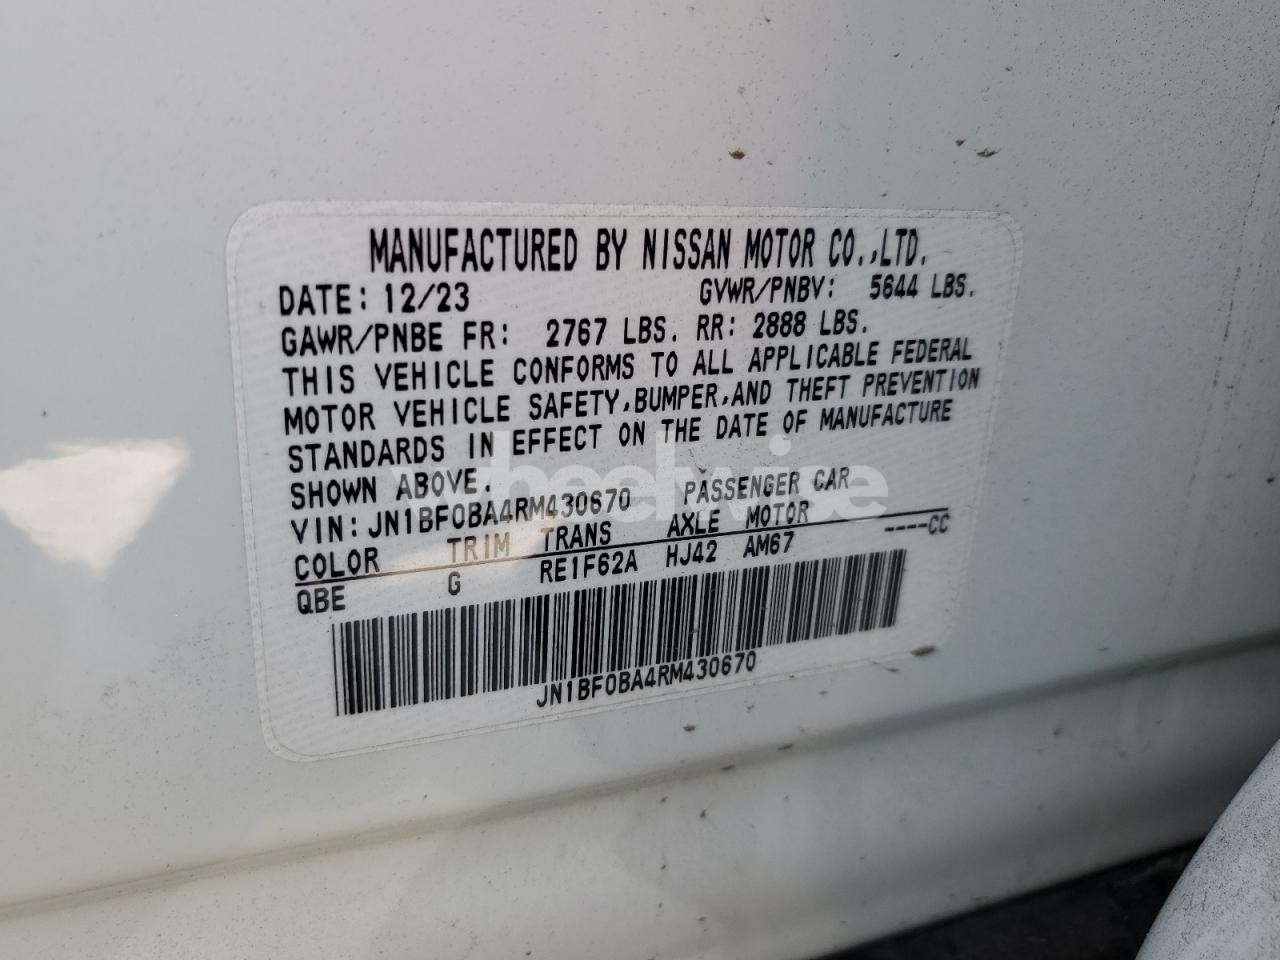 MANUFACTURED BY NISSAN MOTOR CO.,LTD.
DATE: 12/23 GVWR/PNBV: 5644 LBS.
GAWR/PNBE FR: 2767 LBS. RR: 2888 LBS.
THIS VEHICLE CONFORMS TO ALL APPLICABLE FEDERAL
MOTOR VEHICLE SAFETY,BUMPER,AND THEFT PREVENTION
STANDARDS IN EFFECT ON THE DATE OF MANUFACTURE
SHOWN ABOVE.
wheelwise
VIN: JN1BF0BA4RM430670 PASSENGER CAR
COLOR TRIM TRANS AXLE MOTOR ----CC
QBE G RE1F62A HJ42 AM67
JN1BF0BA4RM430670